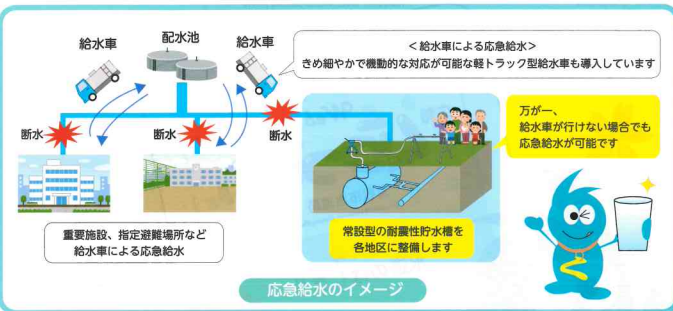 給水車
配水池
給水車
＜給水車による応急給水＞
きめ細やかで機動的な対応が可能な軽トラック型給水車も導入しています
断水
断水
断水
万が一、
給水車が行けない場合でも
応急給水が可能です
重要施設、指定避難場所など
給水車による応急給水
常設型の耐震性貯水槽を
各地区に整備します
応急給水のイメージ